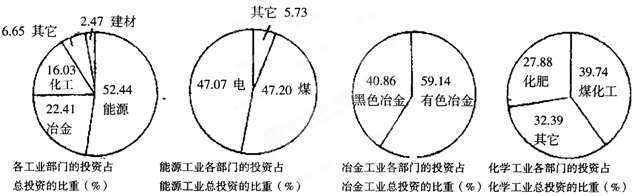 6.65 其它
2.47 建材
16.03
化工
52.44
能源
22.41
冶金
各工业部门的投资占
总投资的比重（%）
其它 5.73
47.07 电
47.20 煤
能源工业各部门的投资占
能源工业总投资的比重（%）
40.86
黑色冶金
59.14
有色冶金
冶金工业各部门的投资占
冶金工业总投资的比重（%）
27.88
化肥
39.74
煤化工
32.39
其它
化学工业各部门的投资占
化学工业总投资的比重（%）